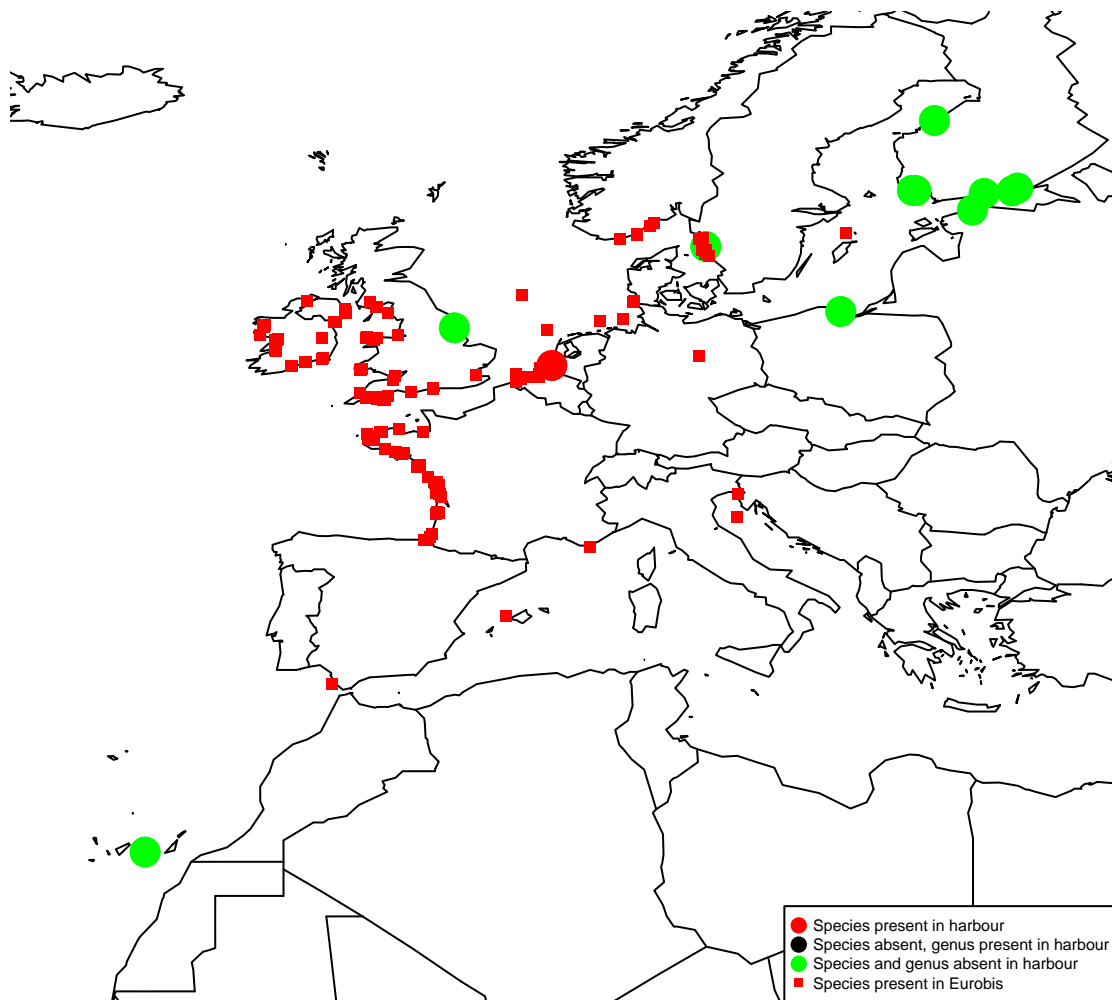 Species present in harbour
Species absent, genus present in harbour
Species and genus absent in harbour
Species present in Eurobis